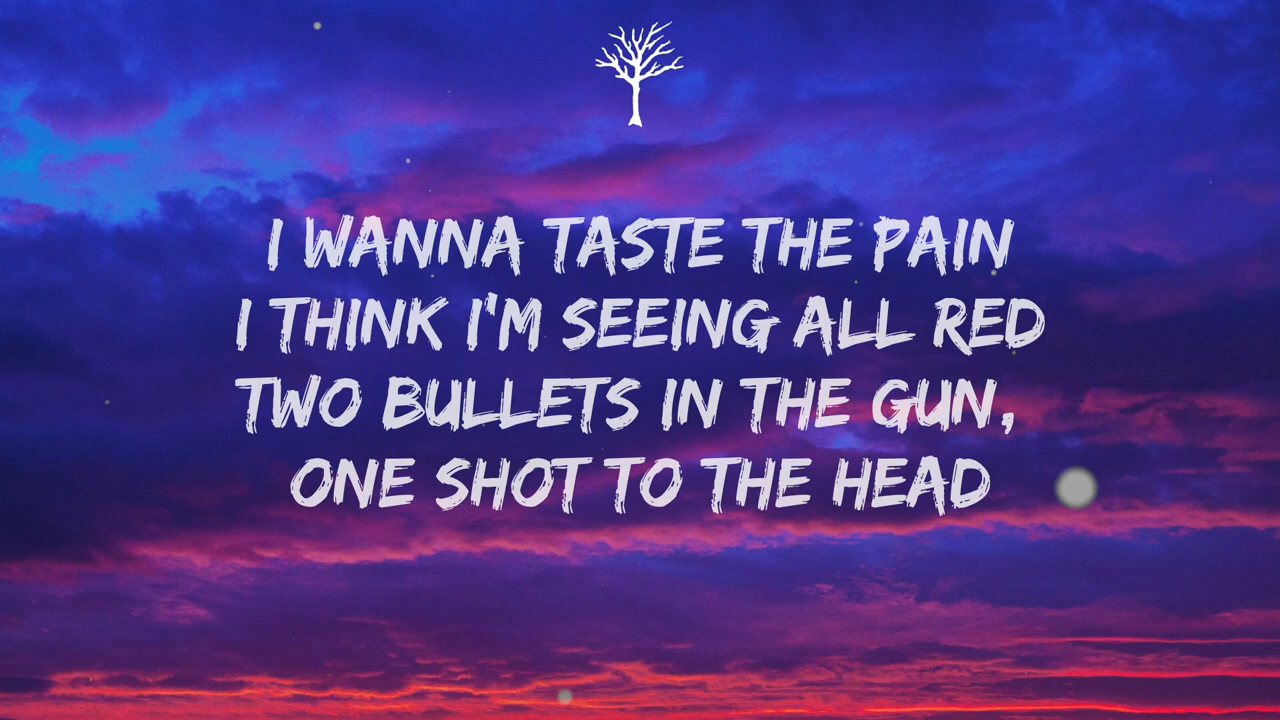 I WANNA TASTE THE PAIN
I THINK I'M SEEING ALL RED
TWO BULLETS IN THE GUN,
ONE SHOT TO THE HEAD